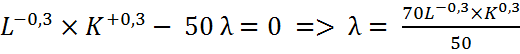 L^{-0,3} × K^{+0,3} − 50 λ = 0 => λ = \frac{70L^{-0,3}×K^{0,3}}{50}